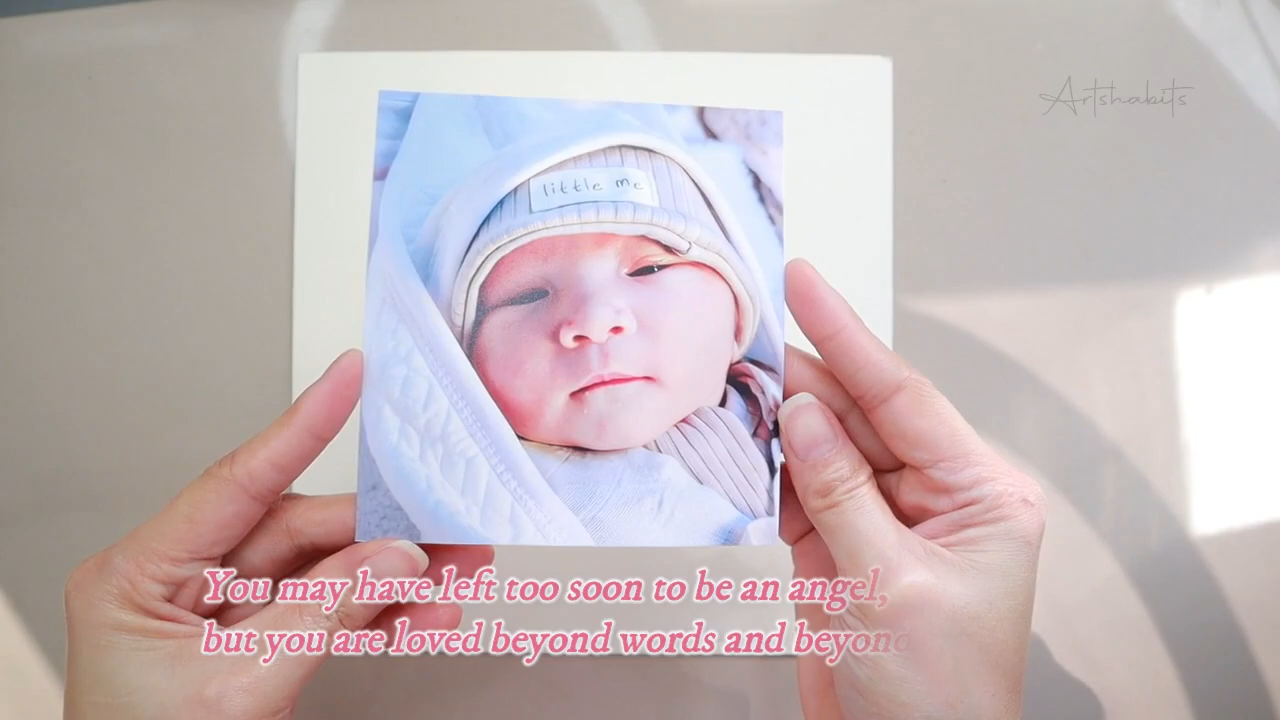 Artshabits
little me
You may have left too soon to be an angel,
but you are loved beyond words and beyond